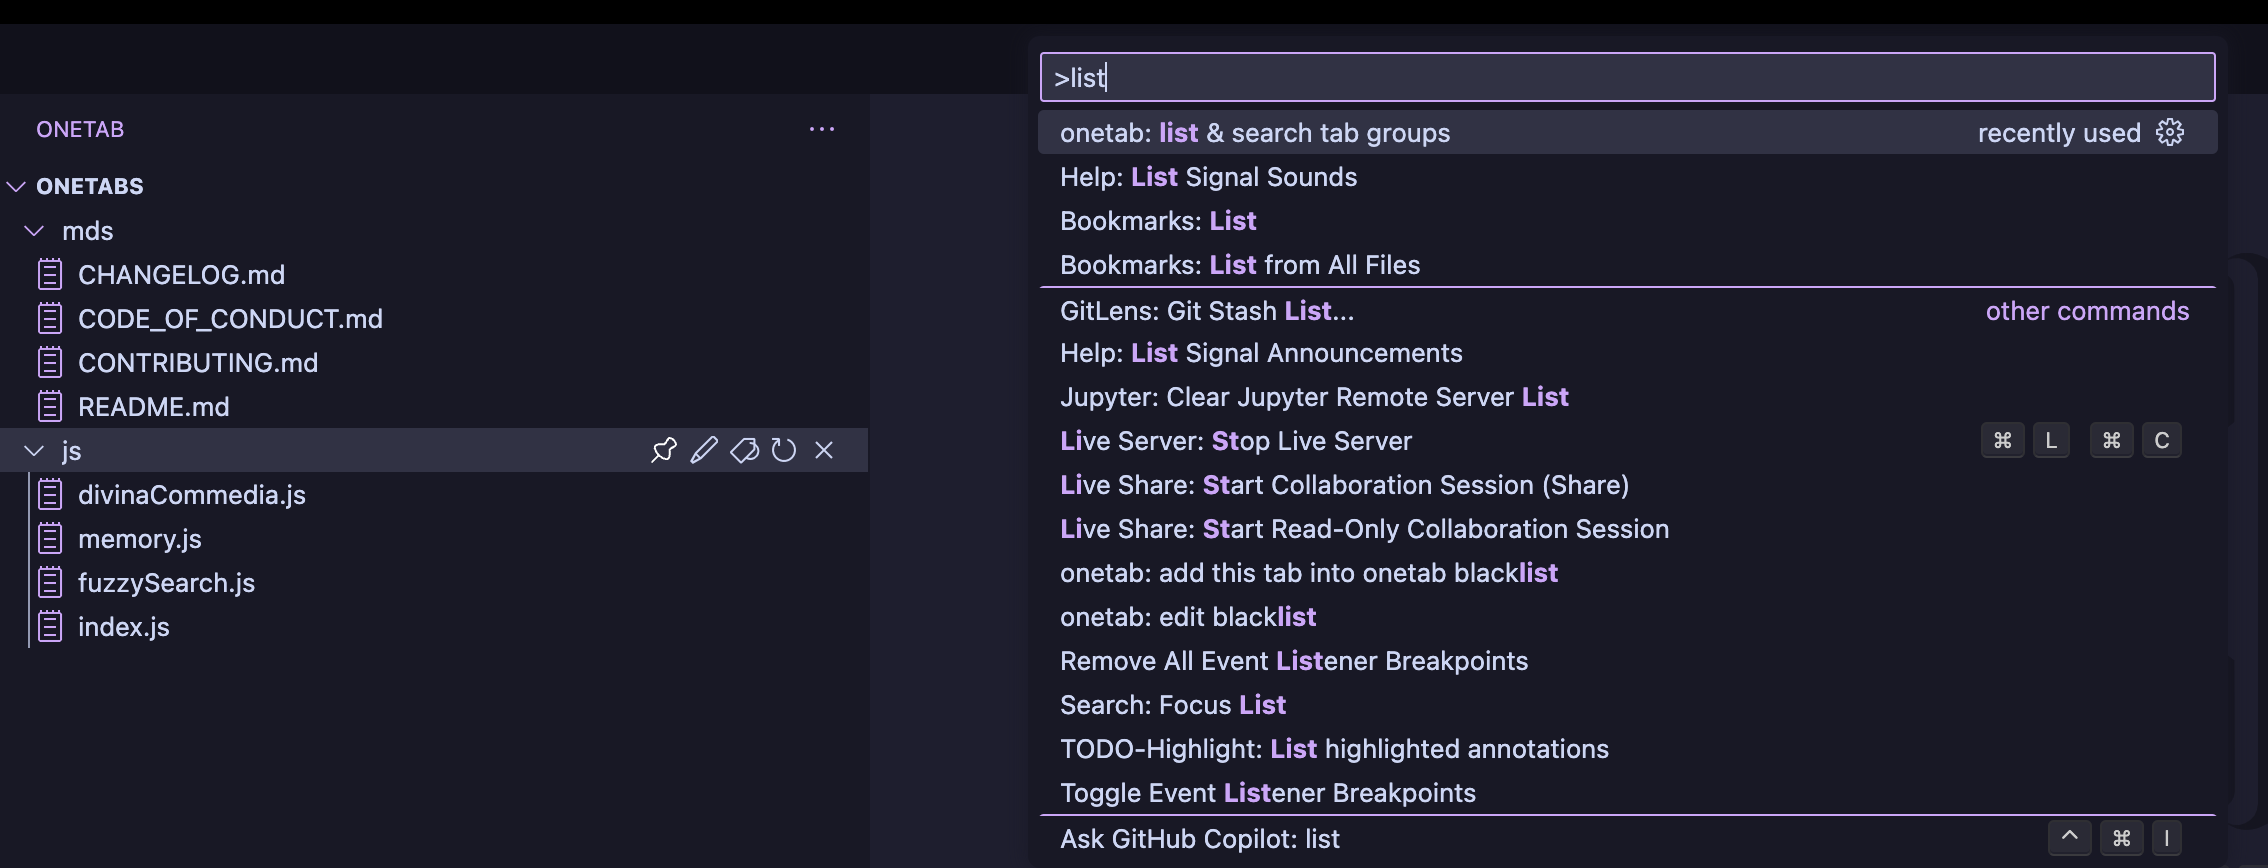 ONETAB
ONETABS
mds
CHANGELOG.md
CODE_OF_CONDUCT.md
CONTRIBUTING.md
README.md
js
divinaCommedia.js
memory.js
fuzzySearch.js
index.js
>list
onetab: list & search tab groups recently used
Help: List Signal Sounds
Bookmarks: List
Bookmarks: List from All Files
GitLens: Git Stash List... other commands
Help: List Signal Announcements
Jupyter: Clear Jupyter Remote Server List
Live Server: Stop Live Server ⌘ L ⌘ C
Live Share: Start Collaboration Session (Share)
Live Share: Start Read-Only Collaboration Session
onetab: add this tab into onetab blacklist
onetab: edit blacklist
Remove All Event Listener Breakpoints
Search: Focus List
TODO-Highlight: List highlighted annotations
Toggle Event Listener Breakpoints
Ask GitHub Copilot: list ^ ⌘ I